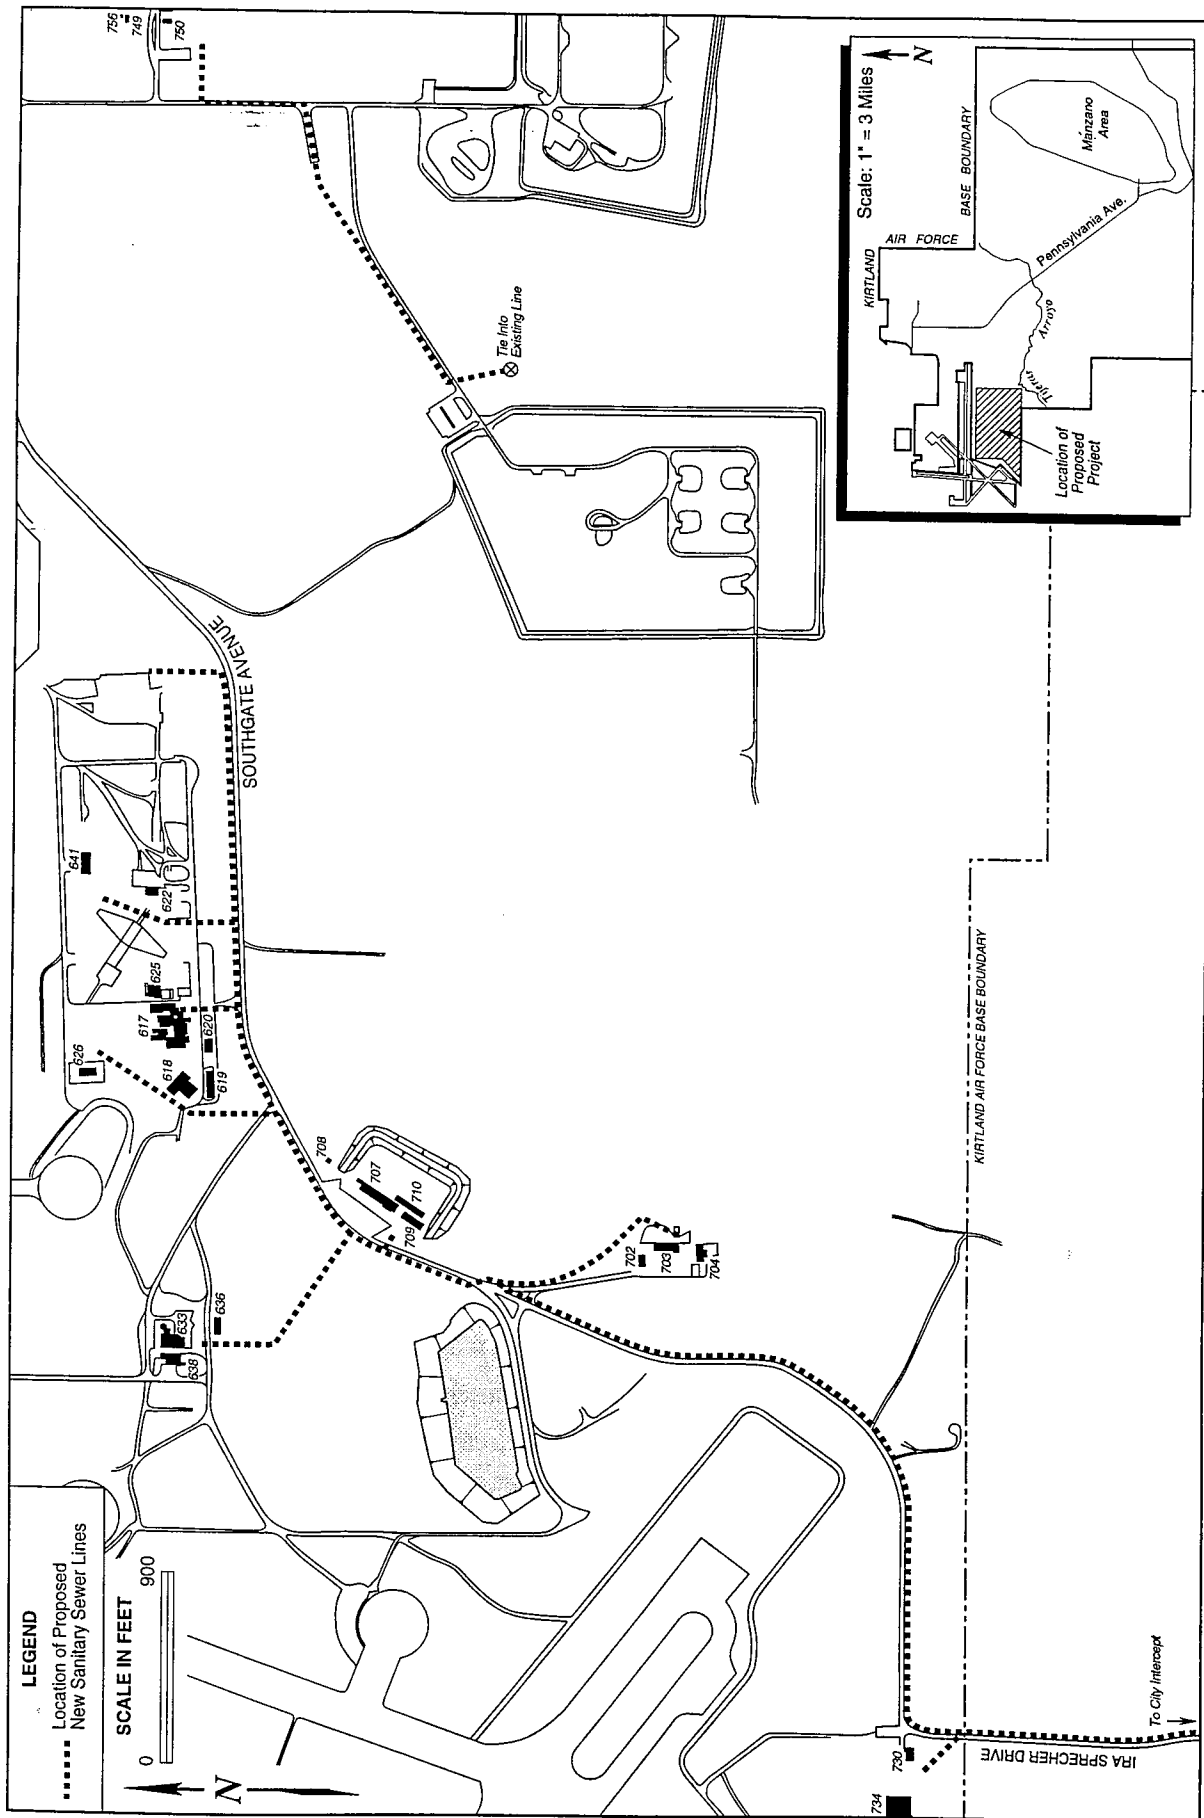 LEGEND
Location of Proposed
New Sanitary Sewer Lines
SCALE IN FEET
0
900
N
756
749
750
641
622
625
617
626
618
620
619
SOUTHGATE AVENUE
Tie Into
Existing Line
708
707
710
709
636
633
638
702
703
704
730
734
KIRTLAND AIR FORCE BASE BOUNDARY
IRA SPRECHER DRIVE
To City Intercept
Scale: 1" = 3 Miles
N
KIRTLAND
AIR FORCE
BASE BOUNDARY
Manzano
Area
Pennsylvania Ave.
Tijeras
Arroyo
Location of
Proposed
Project